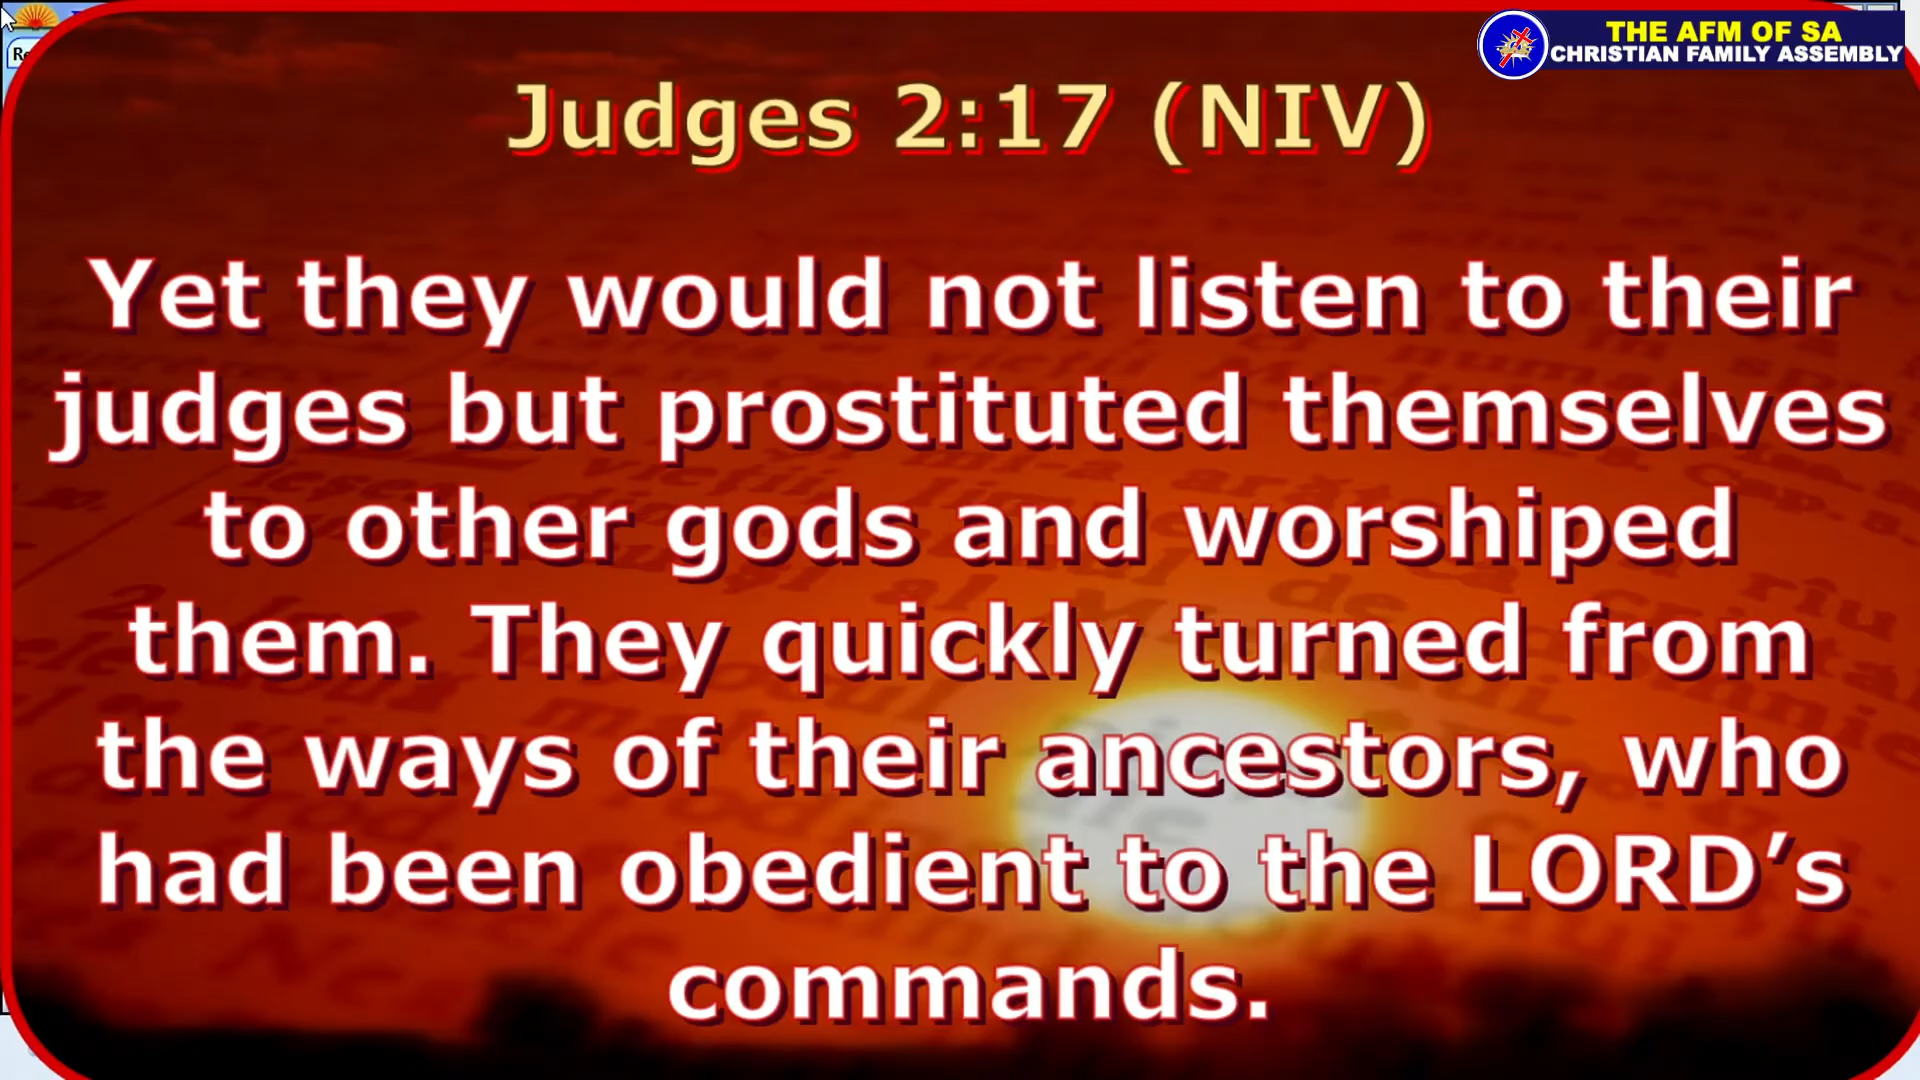 THE AFM OF SA
CHRISTIAN FAMILY ASSEMBLY
Judges 2:17 (NIV)
Yet they would not listen to their
judges but prostituted themselves
to other gods and worshiped
them. They quickly turned from
the ways of their ancestors, who
had been obedient to the LORD’s
commands.